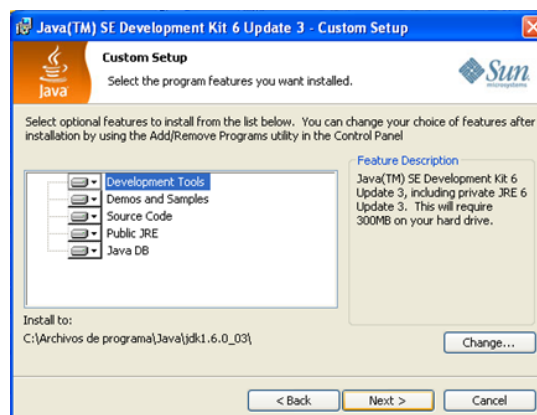 Java(TM) SE Development Kit 6 Update 3 - Custom Setup
Custom Setup
Select the program features you want installed.
Java
Sun
microsystems
Select optional features to install from the list below. You can change your choice of features after
installation by using the Add/Remove Programs utility in the Control Panel
Development Tools
Demos and Samples
Source Code
Public JRE
Java DB
Feature Description
Java(TM) SE Development Kit 6
Update 3, including private JRE 6
Update 3. This will require
300MB on your hard drive.
Install to:
C:\Archivos de programa\Java\jdk1.6.0_03\
Change...
< Back
Next >
Cancel